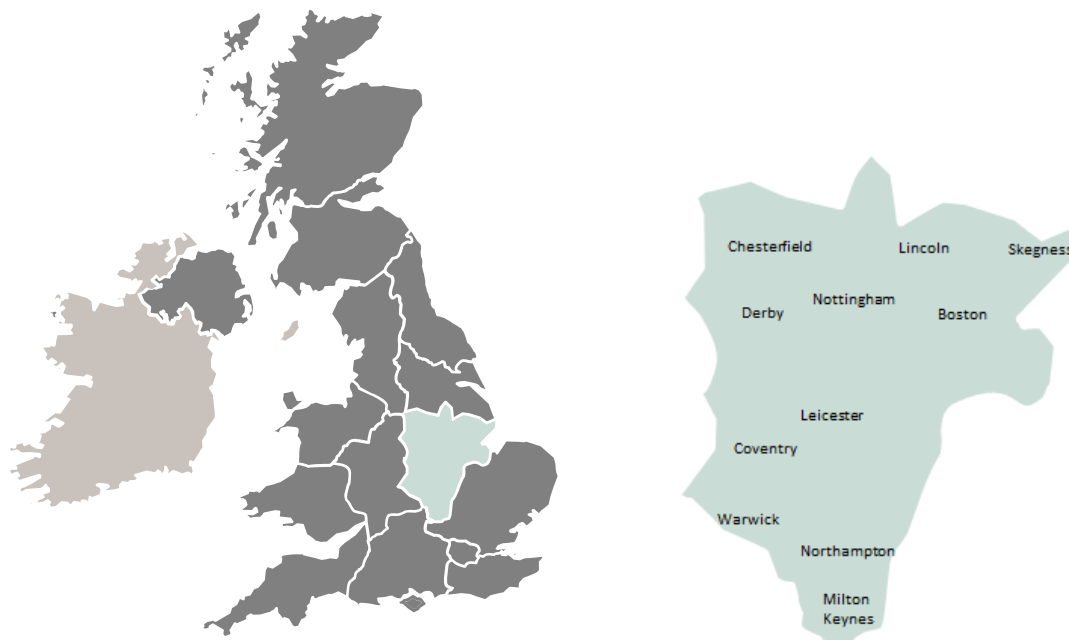 Chesterfield
Lincoln
Skegness
Nottingham
Derby
Boston
Leicester
Coventry
Warwick
Northampton
Milton
Keynes